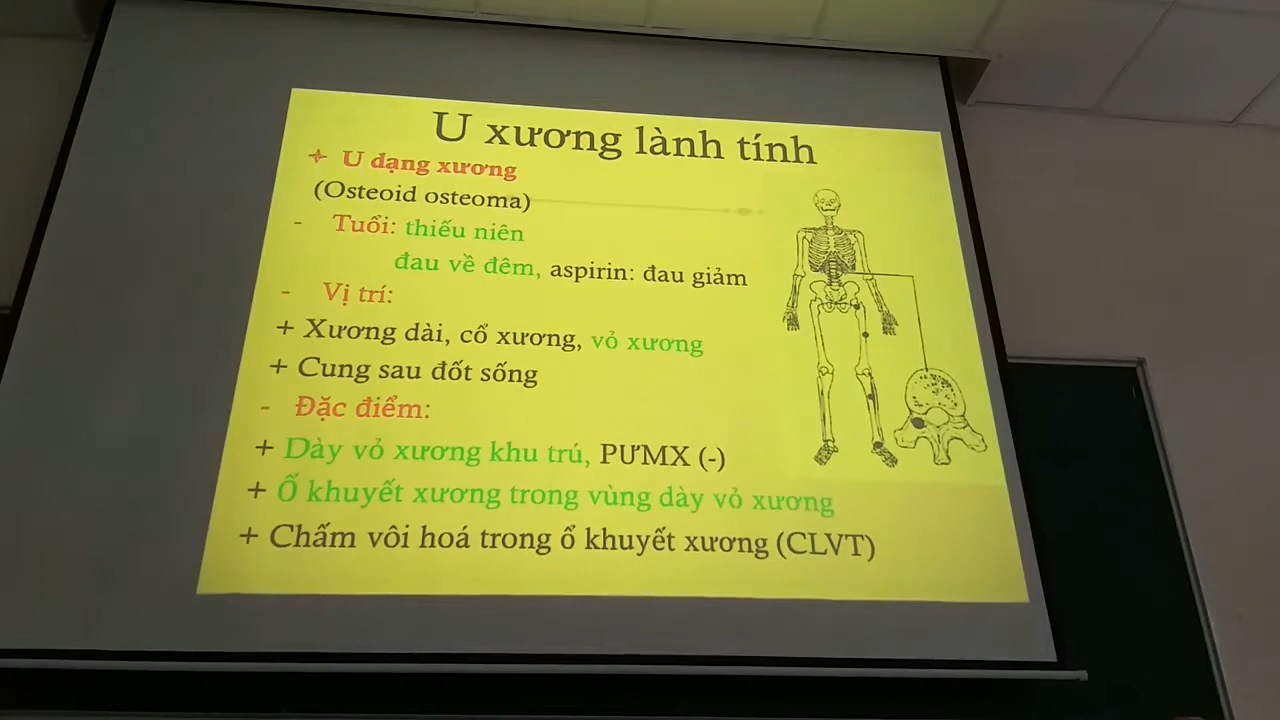 U xương lành tính
U dạng xương
(Osteoid osteoma)
- Tuổi: thiếu niên
đau về đêm, aspirin: đau giảm
- Vị trí:
+ Xương dài, cổ xương, vỏ xương
+ Cung sau đốt sống
- Đặc điểm:
+ Dày vỏ xương khu trú, PƯMX (-)
+ Ổ khuyết xương trong vùng dày vỏ xương
+ Chấm vôi hoá trong ổ khuyết xương (CLVT)